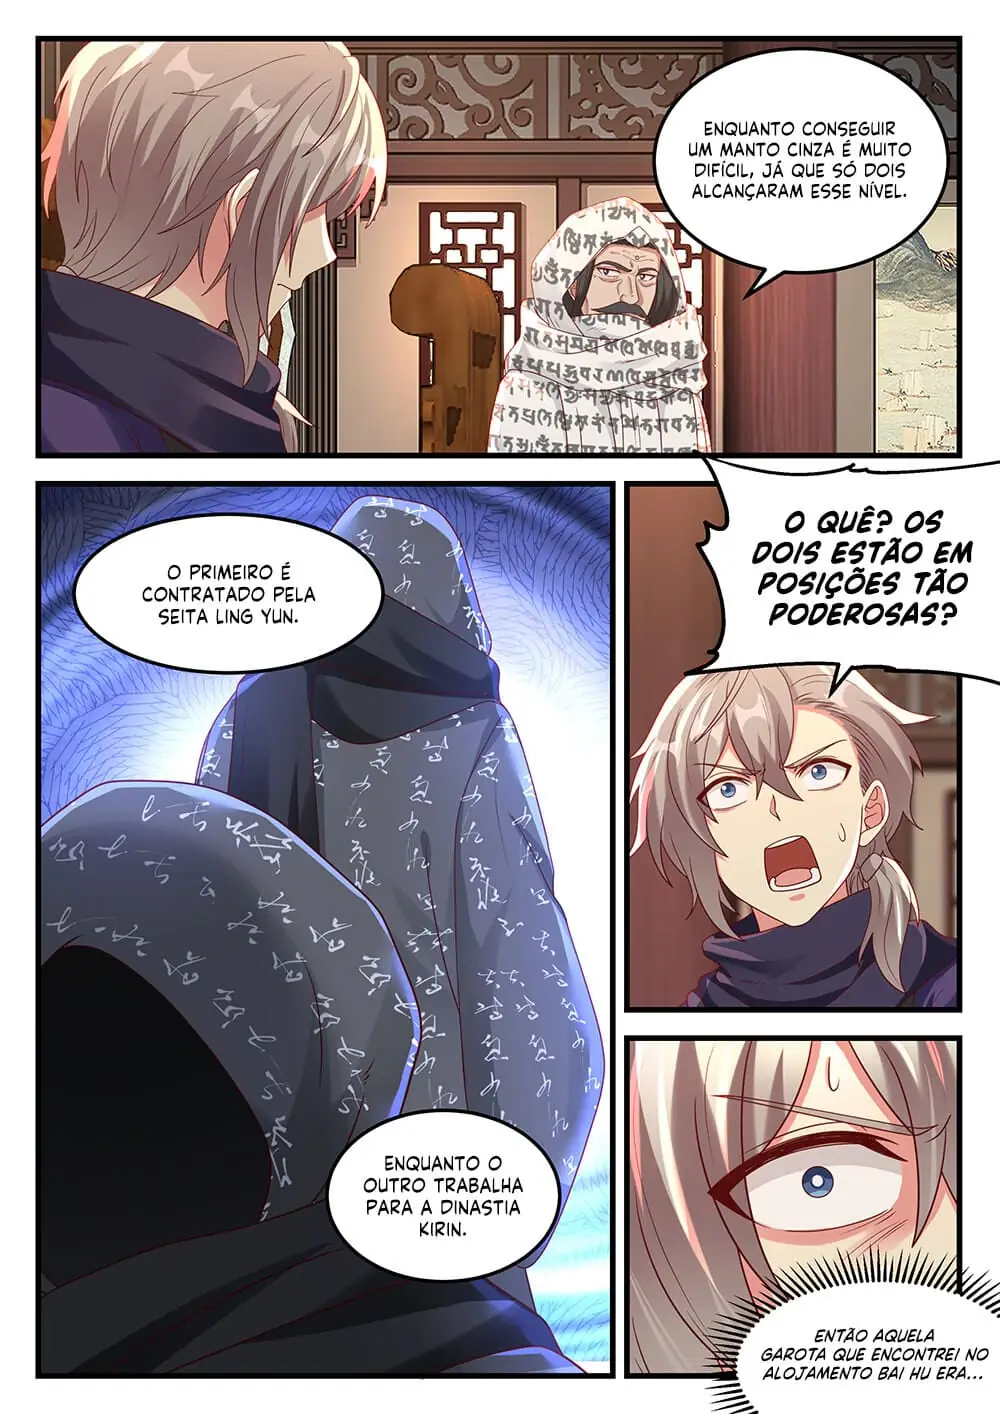 ENQUANTO CONSEGUIR
UM MANTO CINZA É MUITO
DIFÍCIL, JÁ QUE SÓ DOIS
ALCANÇARAM ESSE NÍVEL.
O PRIMEIRO É
CONTRATADO PELA
SEITA LING YUN.
ENQUANTO O
OUTRO TRABALHA
PARA A DINASTIA
KIRIN.
O QUÊ? OS
DOIS ESTÃO EM
POSIÇÕES TÃO
PODEROSAS?
ENTÃO AQUELA
GAROTA QUE ENCONTREI NO
ALOJAMENTO BAI HU ERA...